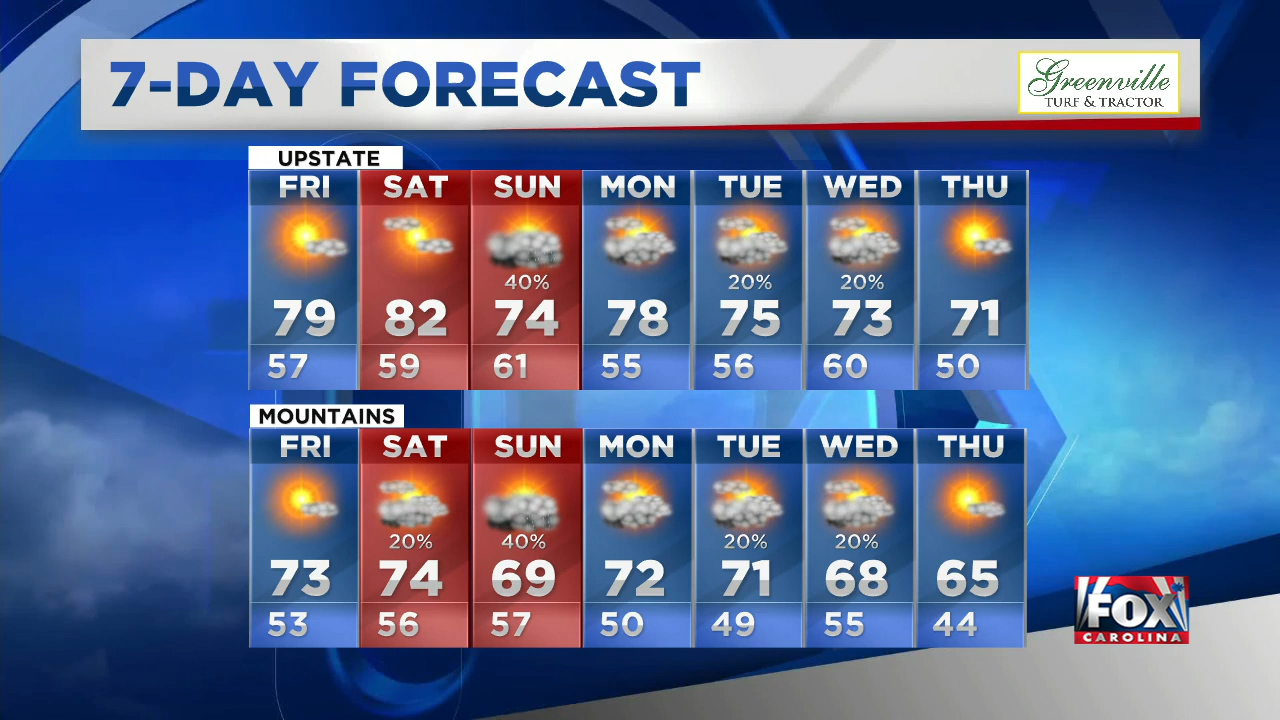 7-DAY FORECAST
Greenville
TURF & TRACTOR
UPSTATE
FRI SAT SUN MON TUE WED THU
40% 20% 20%
79 82 74 78 75 73 71
57 59 61 55 56 60 50
MOUNTAINS
FRI SAT SUN MON TUE WED THU
20% 40% 20% 20%
73 74 69 72 71 68 65
53 56 57 50 49 55 44
FOX
CAROLINA